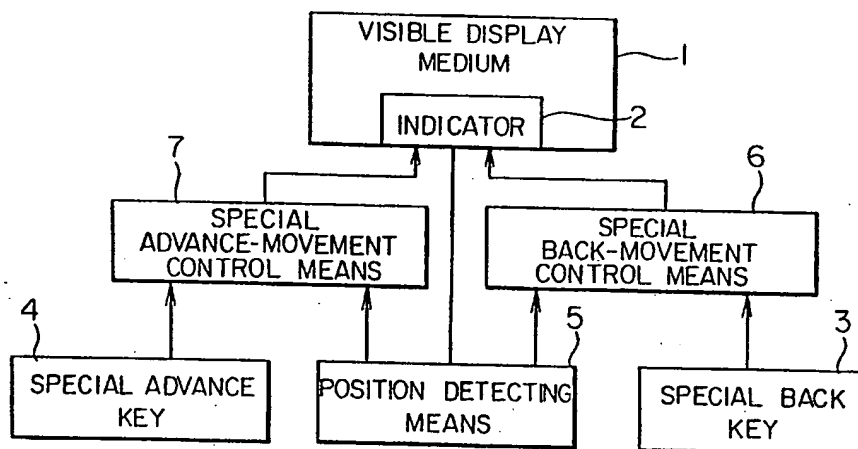 VISIBLE DISPLAY
MEDIUM
1
INDICATOR
2
7
6
SPECIAL
ADVANCE-MOVEMENT
CONTROL MEANS
SPECIAL
BACK-MOVEMENT
CONTROL MEANS
4
5
3
SPECIAL ADVANCE
KEY
POSITION DETECTING
MEANS
SPECIAL BACK
KEY